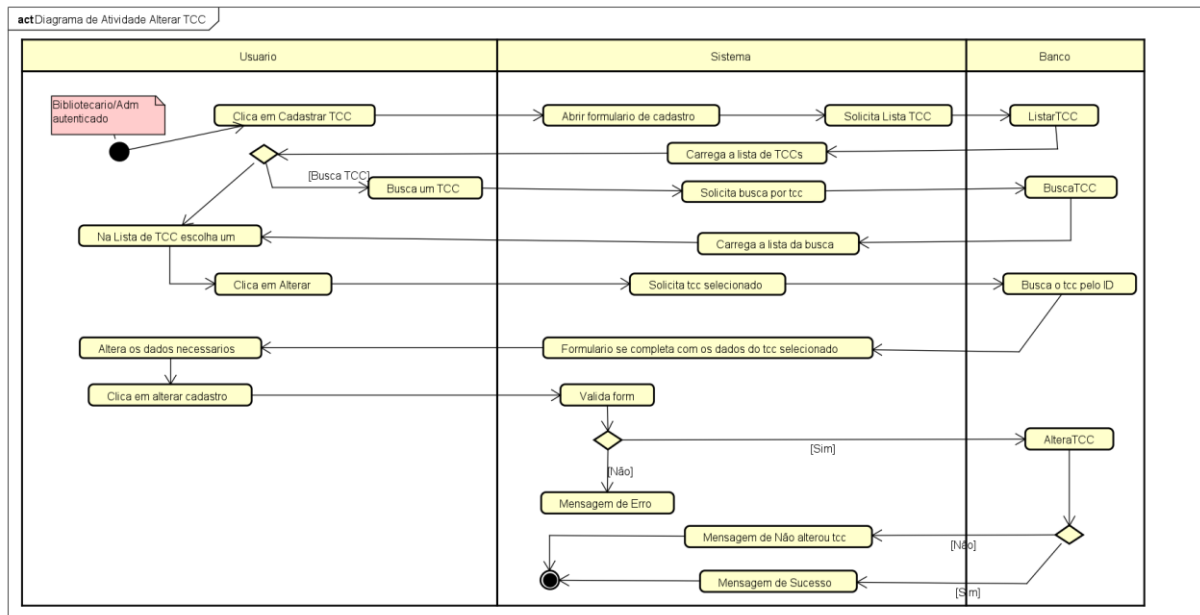 act Diagrama de Atividade Alterar TCC
Usuario
Sistema
Banco
Bibliotecario/Adm
autenticado
Clica em Cadastrar TCC
Abrir formulario de cadastro
Solicita Lista TCC
ListarTCC
Carrega a lista de TCCs
[Busca TCC]
Busca um TCC
Solicita busca por tcc
BuscaTCC
Na Lista de TCC escolha um
Carrega a lista da busca
Clica em Alterar
Solicita tcc selecionado
Busca o tcc pelo ID
Altera os dados necessarios
Formulario se completa com os dados do tcc selecionado
Clica em alterar cadastro
Valida form
[Sim]
AlteraTCC
[Não]
Mensagem de Erro
Mensagem de Não alterou tcc
[Não]
Mensagem de Sucesso
[Sim]